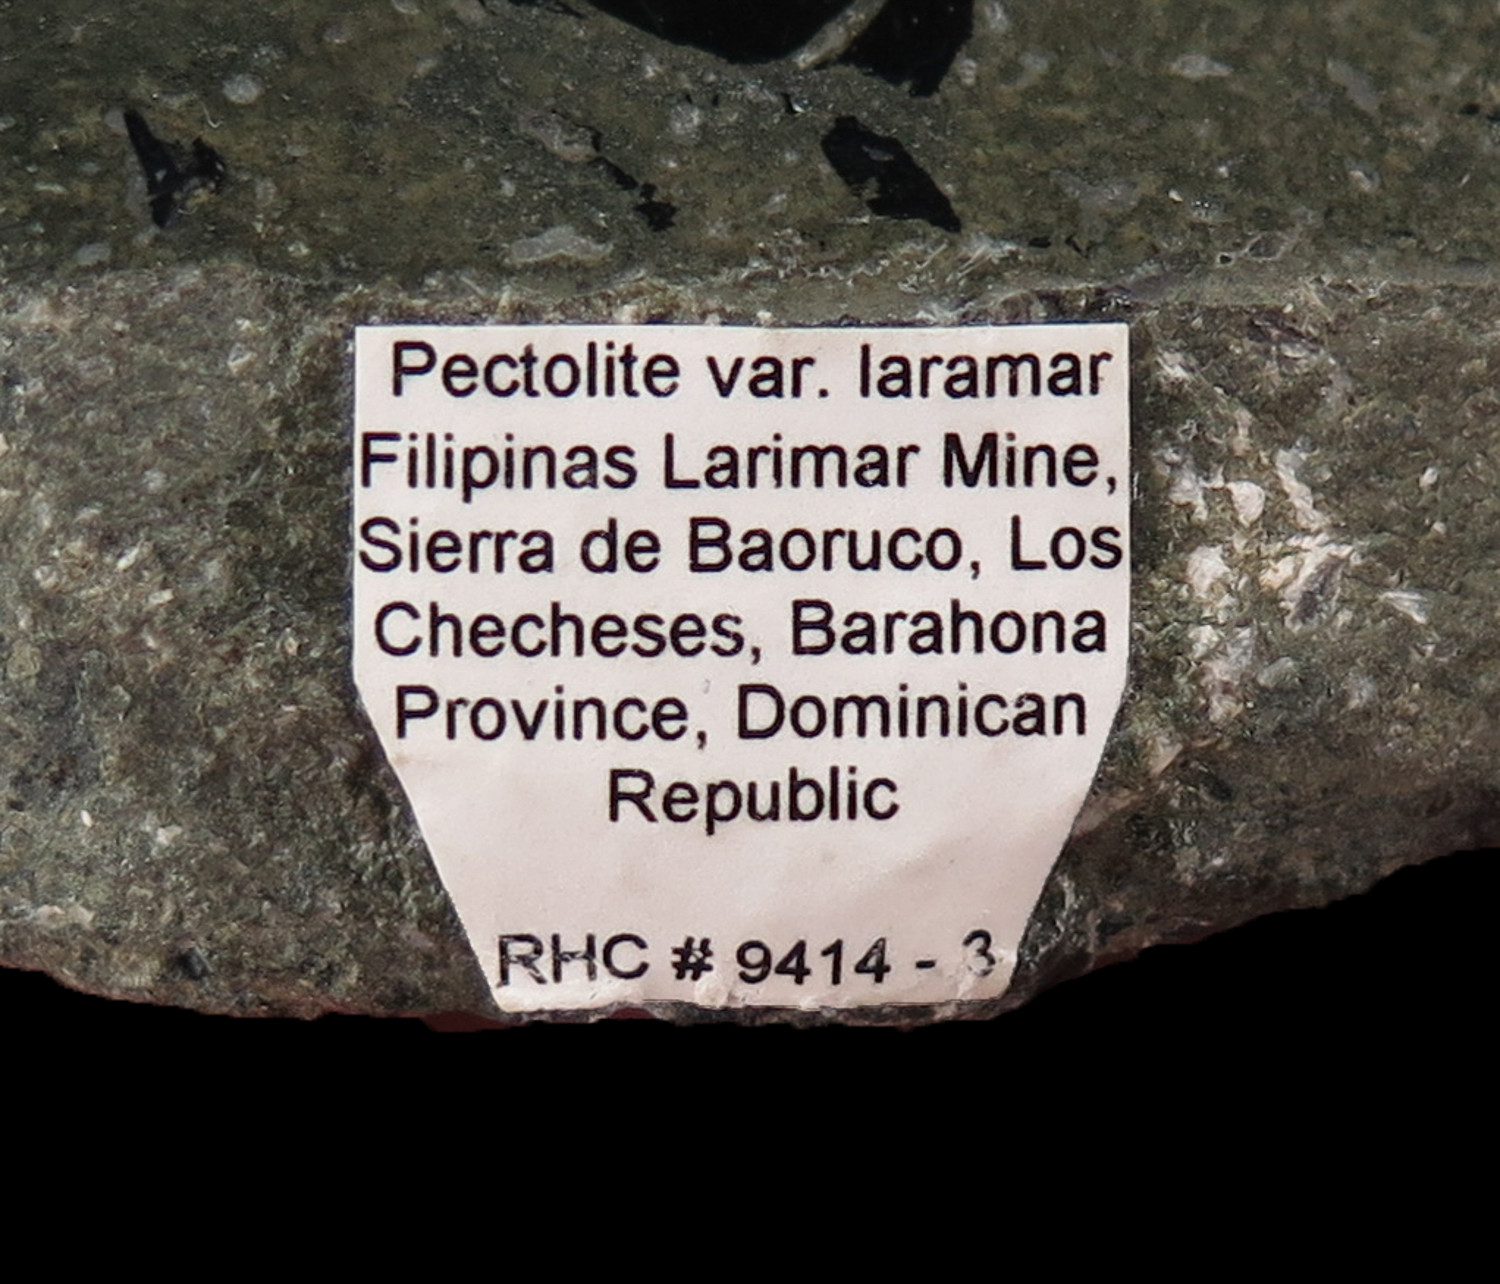 Pectolite var. laramar
Filipinas Larimar Mine,
Sierra de Baoruco, Los
Checheses, Barahona
Province, Dominican
Republic
RHC # 9414 - 3